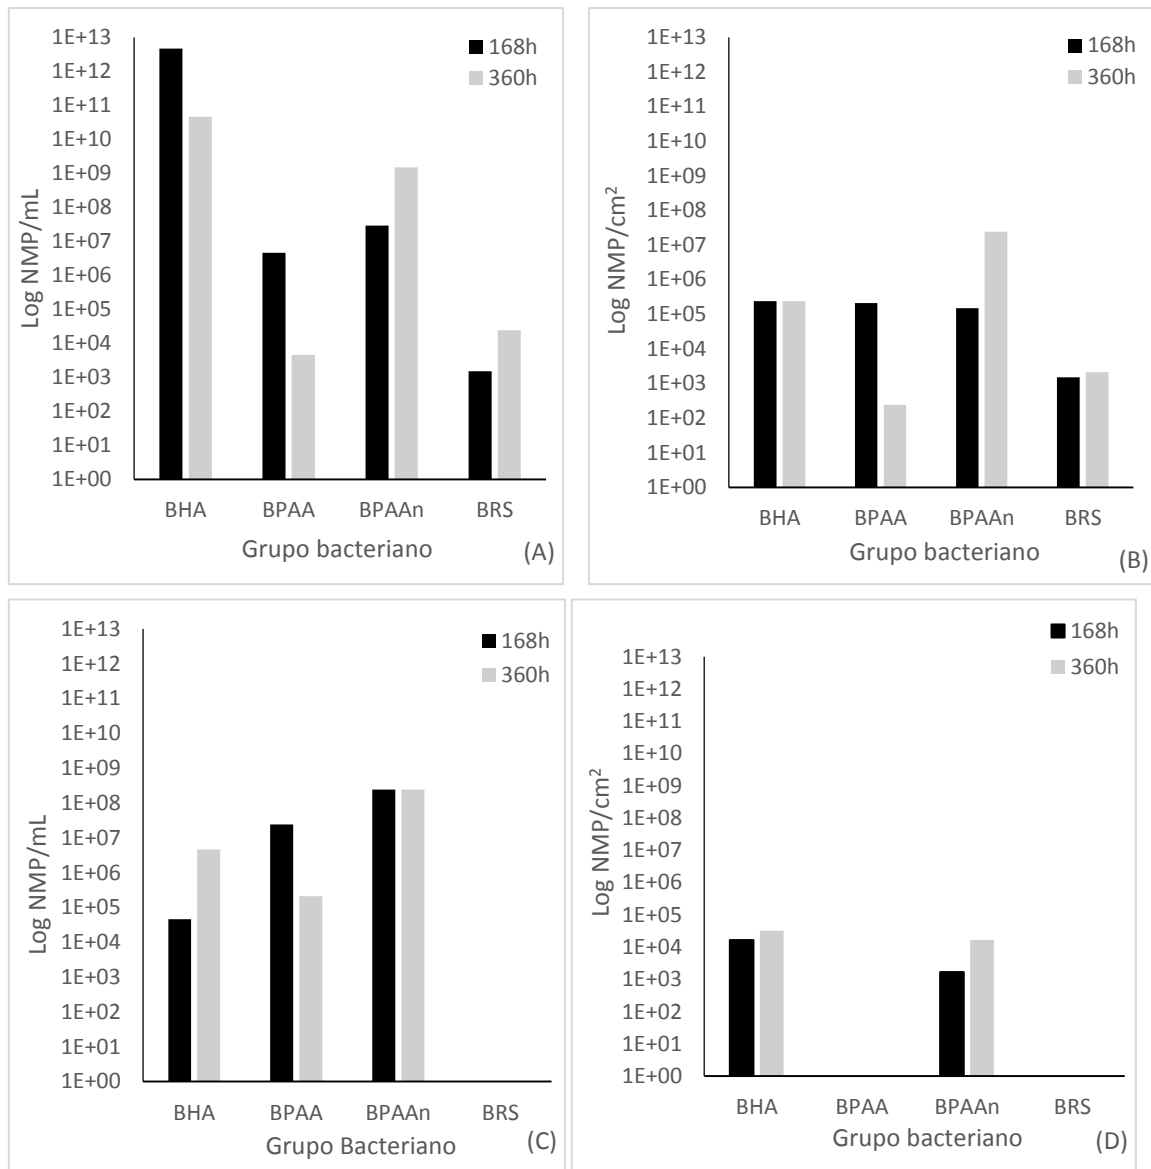 1E+13
1E+12
1E+11
1E+10
1E+09
1E+08
1E+07
1E+06
1E+05
1E+04
1E+03
1E+02
1E+01
1E+00
Log NMP/mL
168h
360h
BHA BPAA BPAAn BRS
Grupo bacteriano
(A)
1E+13
1E+12
1E+11
1E+10
1E+09
1E+08
1E+07
1E+06
1E+05
1E+04
1E+03
1E+02
1E+01
1E+00
Log NMP/cm²
168h
360h
BHA BPAA BPAAn BRS
Grupo bacteriano
(B)
1E+13
1E+12
1E+11
1E+10
1E+09
1E+08
1E+07
1E+06
1E+05
1E+04
1E+03
1E+02
1E+01
1E+00
Log NMP/mL
168h
360h
BHA BPAA BPAAn BRS
Grupo Bacteriano
(C)
1E+13
1E+12
1E+11
1E+10
1E+09
1E+08
1E+07
1E+06
1E+05
1E+04
1E+03
1E+02
1E+01
1E+00
Log NMP/cm²
168h
360h
BHA BPAA BPAAn BRS
Grupo bacteriano
(D)